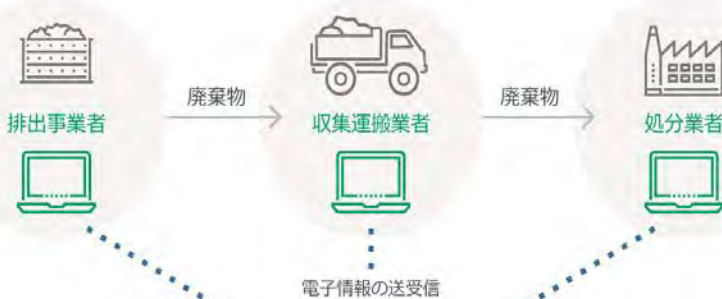 廃棄物
廃棄物
排出事業者
収集運搬業者
処分業者
電子情報の送受信